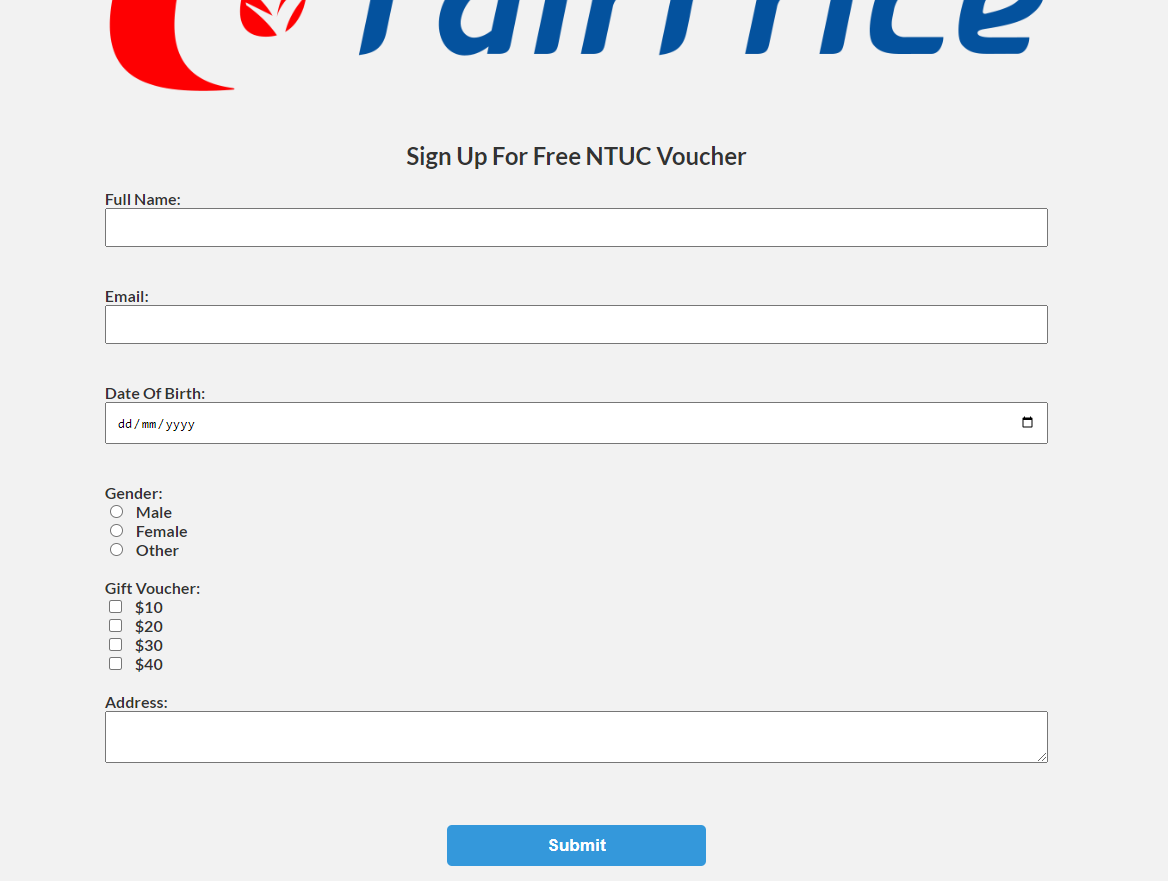 FairPrice
Sign Up For Free NTUC Voucher
Full Name:
Email:
Date Of Birth:
dd/mm/yyyy
Gender:
Male
Female
Other
Gift Voucher:
$10
$20
$30
$40
Address:
Submit